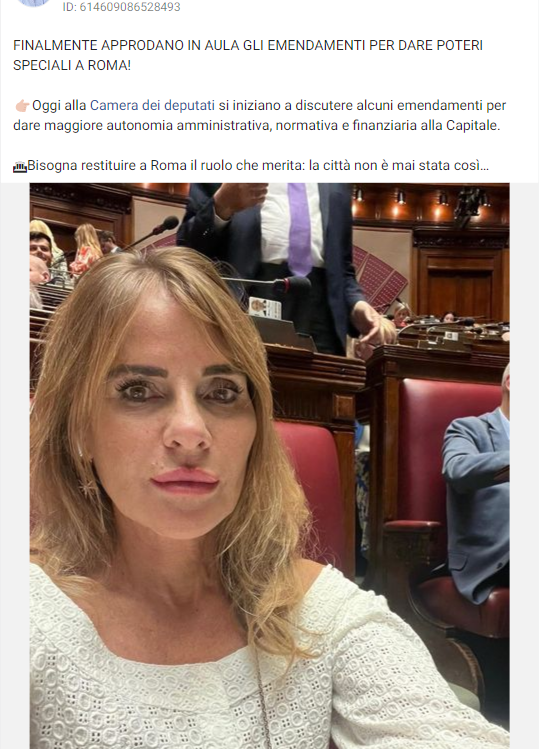 ID: 614609086528493
FINALMENTE APPRODANO IN AULA GLI EMENDAMENTI PER DARE POTERI
SPECIALI A ROMA!
👉🏻Oggi alla Camera dei deputati si iniziano a discutere alcuni emendamenti per
dare maggiore autonomia amministrativa, normativa e finanziaria alla Capitale.
Bisogna restituire a Roma il ruolo che merita: la città non è mai stata così…